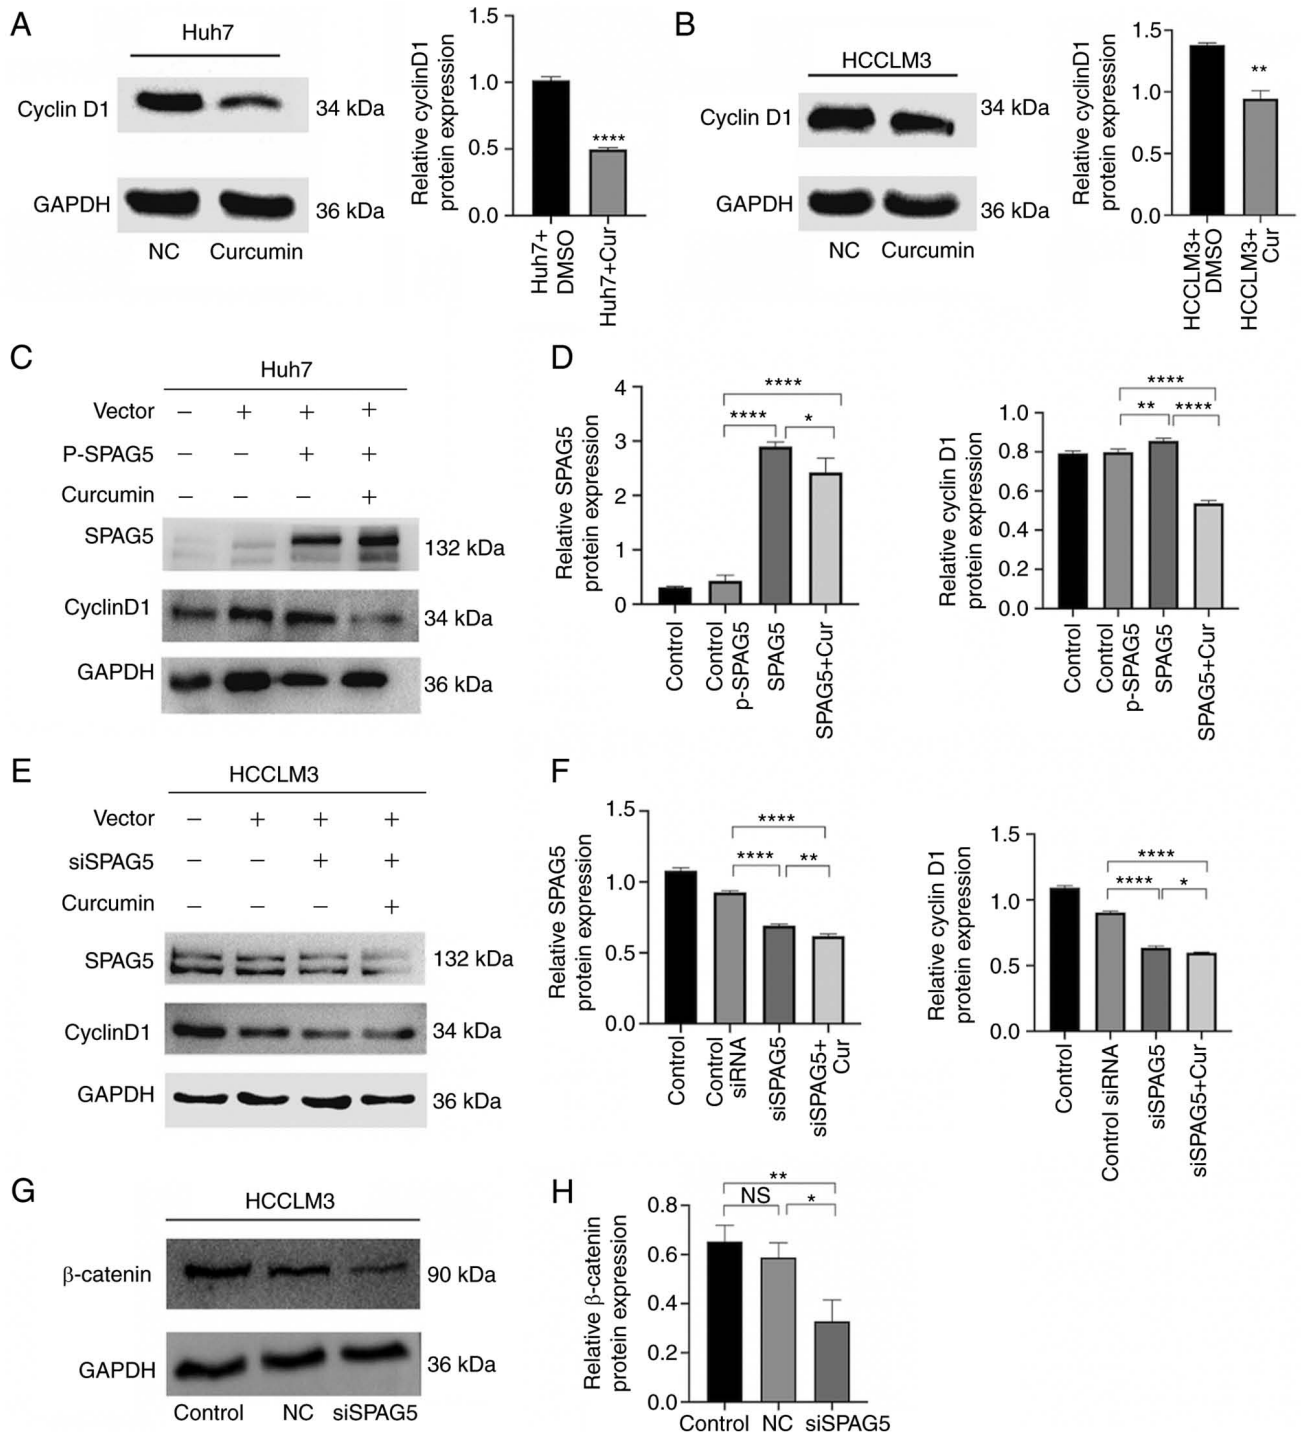 A
Huh7
Cyclin D1
34 kDa
GAPDH
36 kDa
NC Curcumin
Relative cyclinD1
protein expression
1.5
1.0
0.5
0.0
****
Huh7+
DMSO
Huh7+Cur
B
HCCLM3
Cyclin D1
34 kDa
GAPDH
36 kDa
NC Curcumin
Relative cyclinD1
protein expression
1.5
1.0
0.5
0.0
**
HCCLM3+
DMSO
HCCLM3+
Cur
C
Huh7
Vector − + + +
P-SPAG5 − − + +
Curcumin − − − +
SPAG5
132 kDa
CyclinD1
34 kDa
GAPDH
36 kDa
D
Relative SPAG5
protein expression
4
3
2
1
0
****
**** *
Control
Control
p-SPAG5
SPAG5
SPAG5+Cur
Relative cyclin D1
protein expression
1.0
0.8
0.6
0.4
0.2
0.0
****
** ****
Control
Control
p-SPAG5
SPAG5
SPAG5+Cur
E
HCCLM3
Vector − + + +
siSPAG5 − − + +
Curcumin − − − +
SPAG5
132 kDa
CyclinD1
34 kDa
GAPDH
36 kDa
F
Relative SPAG5
protein expression
1.5
1.0
0.5
0.0
****
**** **
Control
Control
siRNA
siSPAG5
siSPAG5+
Cur
Relative cyclin D1
protein expression
1.5
1.0
0.5
0.0
****
**** *
Control
Control siRNA
siSPAG5
siSPAG5+Cur
G
HCCLM3
β-catenin
90 kDa
GAPDH
36 kDa
Control NC siSPAG5
H
Relative β-catenin
protein expression
0.8
0.6
0.4
0.2
0.0
**
NS *
Control NC siSPAG5